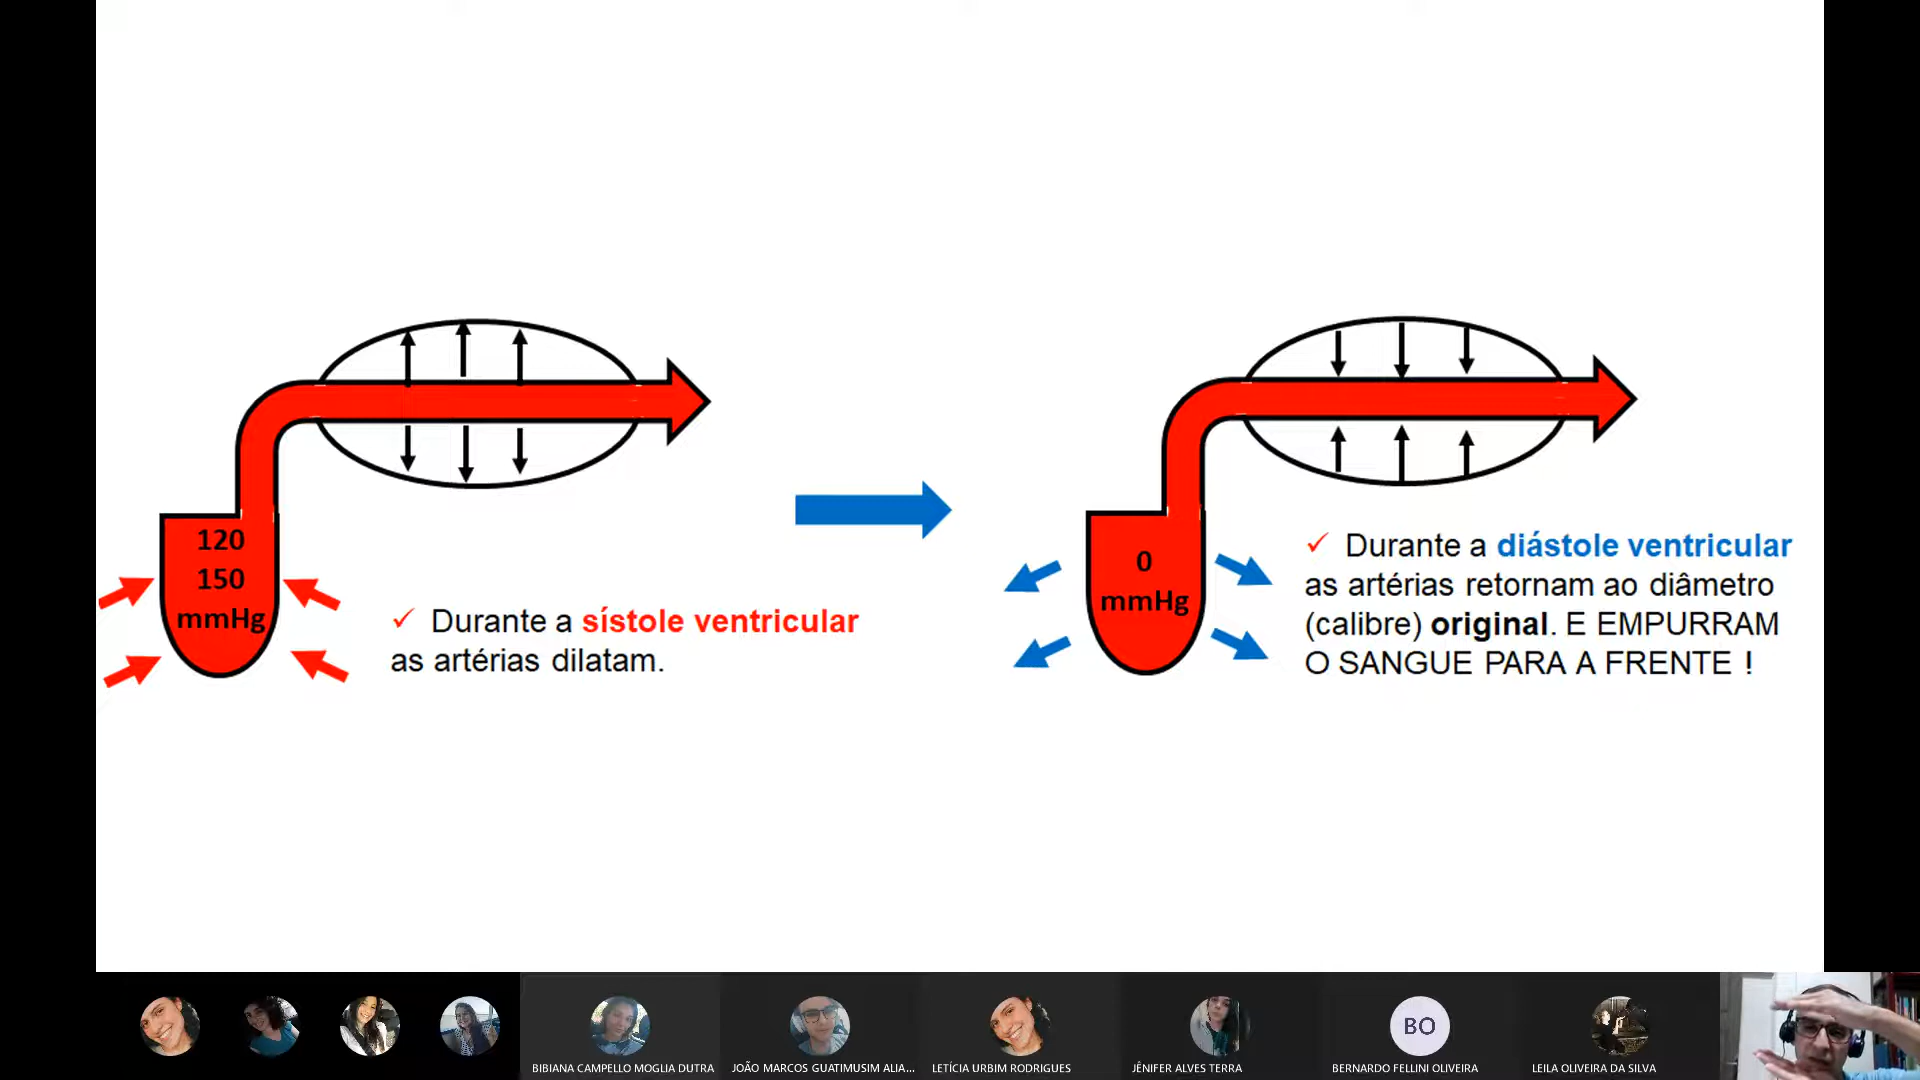 120
150
mmHg
✓ Durante a sístole ventricular
as artérias dilatam.
0
mmHg
✓ Durante a diástole ventricular
as artérias retornam ao diâmetro
(calibre) original. E EMPURRAM
O SANGUE PARA A FRENTE !
BO
BIBIANA CAMPELLO MOGLIA DUTRA
JOÃO MARCOS GUATIMUSIM ALIA...
LETÍCIA URBIM RODRIGUES
JÊNIFER ALVES TERRA
BERNARDO FELLINI OLIVEIRA
LEILA OLIVEIRA DA SILVA